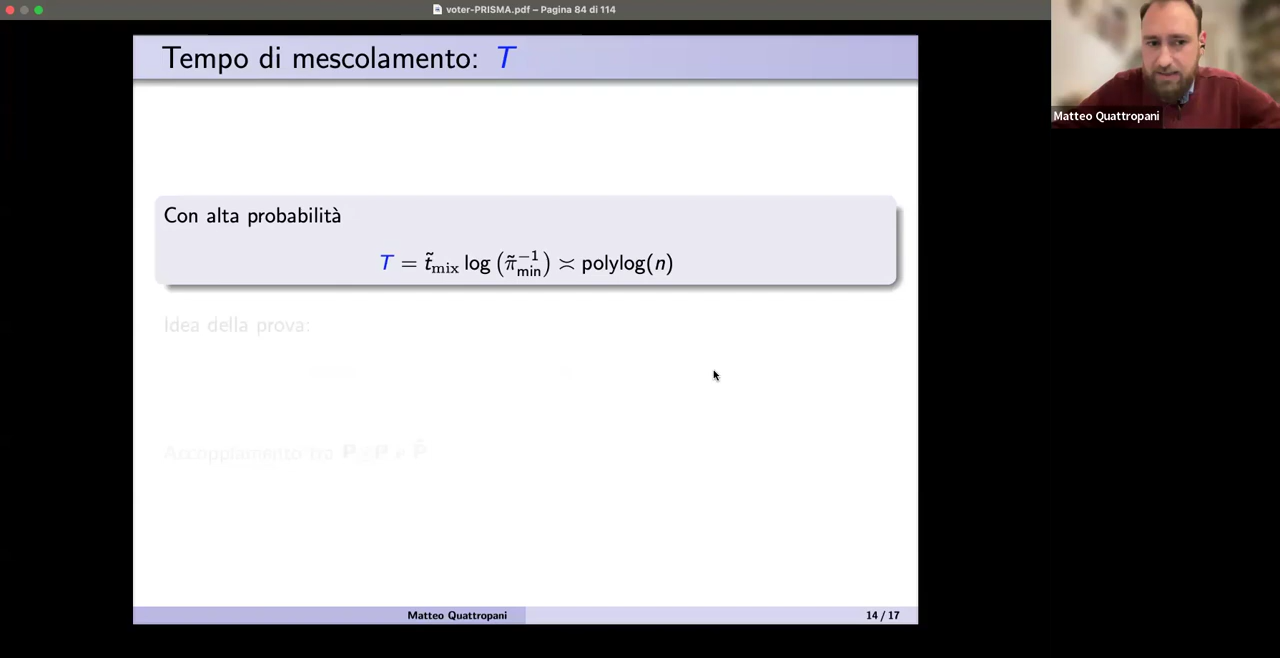 voter-PRISMA.pdf – Pagina 84 di 114
Tempo di mescolamento: T
Con alta probabilità
T = t̃_mix log (π̃_min^{-1}) ≍ polylog(n)
Idea della prova:
Accoppiamento tra P⊗P e P̃
Matteo Quattropani
14 / 17
Matteo Quattropani